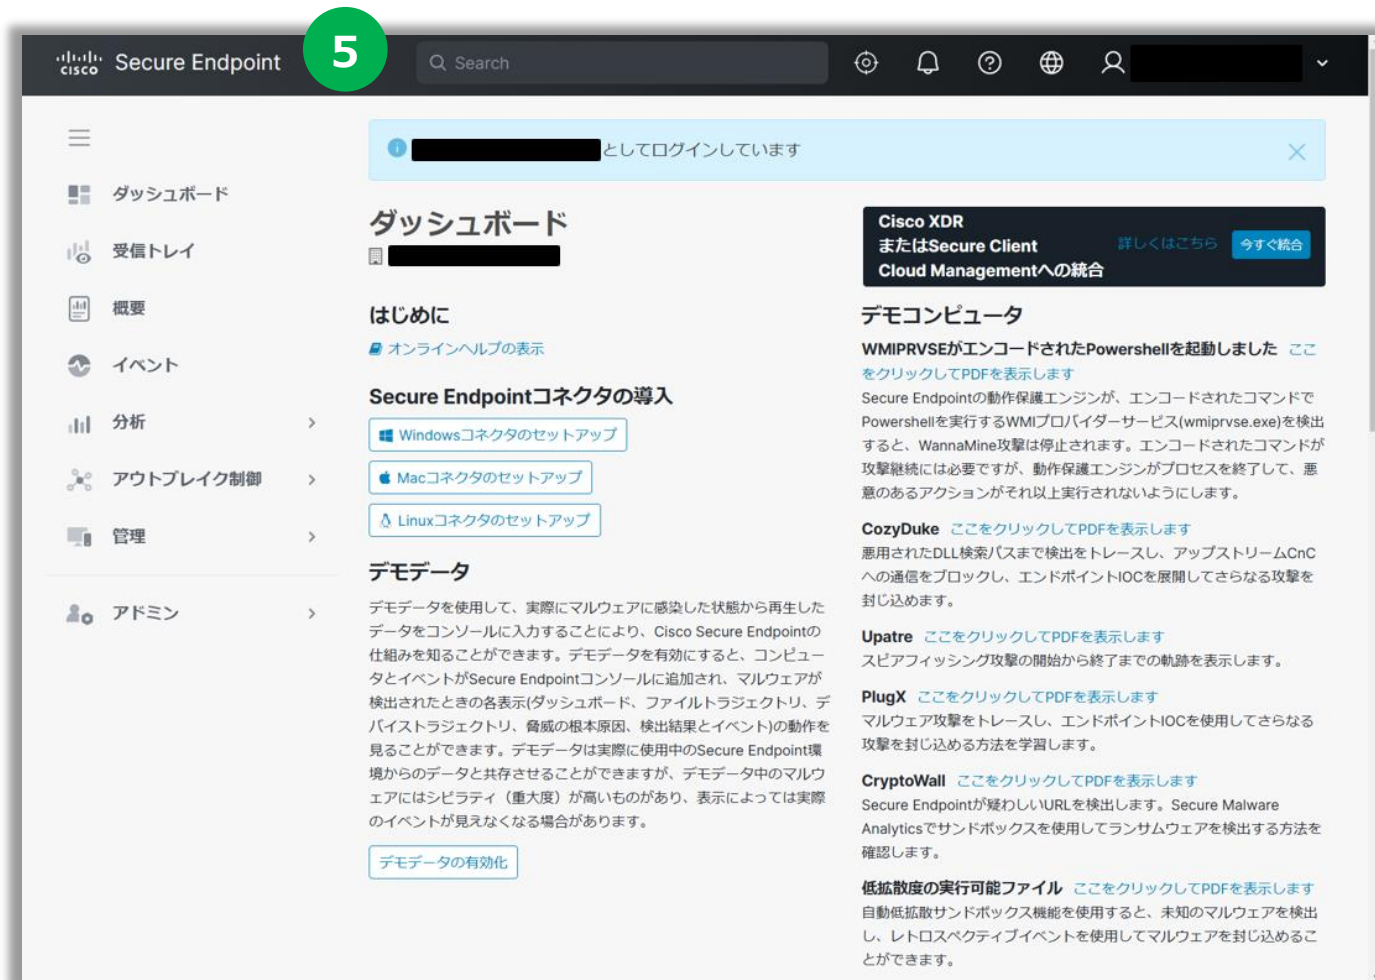 CISCO Secure Endpoint
5
Search
ダッシュボード
受信トレイ
概要
イベント
分析
アウトブレイク制御
管理
アドミン
としてログインしています
ダッシュボード
はじめに
オンラインヘルプの表示
Secure Endpointコネクタの導入
Windowsコネクタのセットアップ
Macコネクタのセットアップ
Linuxコネクタのセットアップ
デモデータ
デモデータを使用して、実際にマルウェアに感染した状態から再生した
データをコンソールに入力することにより、Cisco Secure Endpointの
仕組みを知ることができます。デモデータを有効にすると、コンピュー
タとイベントがSecure Endpointコンソールに追加され、マルウェアが
検出されたときの各表示(ダッシュボード、ファイルトラジェクトリ、デ
バイストラジェクトリ、脅威の根本原因、検出結果とイベント)の動作を
見ることができます。デモデータは実際に使用中のSecure Endpoint環
境からのデータと共存させることができますが、デモデータ中のマルウ
ェアにはシビラティ（重大度）が高いものがあり、表示によっては実際
のイベントが見えなくなる場合があります。
デモデータの有効化
Cisco XDR
またはSecure Client
Cloud Managementへの統合
詳しくはこちら
今すぐ統合
デモコンピュータ
WMIPRVSEがエンコードされたPowershellを起動しました ここ
をクリックしてPDFを表示します
Secure Endpointの動作保護エンジンが、エンコードされたコマンドで
Powershellを実行するWMIプロバイダーサービス(wmiprvse.exe)を検出
すると、WannaMine攻撃は停止されます。エンコードされたコマンドが
攻撃継続には必要ですが、動作保護エンジンがプロセスを終了して、悪
意のあるアクションがそれ以上実行されないようにします。
CozyDuke ここをクリックしてPDFを表示します
悪用されたDLL検索パスまで検出をトレースし、アップストリームCnC
への通信をブロックし、エンドポイントIOCを展開してさらなる攻撃を
封じ込めます。
Upatre ここをクリックしてPDFを表示します
スピアフィッシング攻撃の開始から終了までの軌跡を表示します。
PlugX ここをクリックしてPDFを表示します
マルウェア攻撃をトレースし、エンドポイントIOCを使用してさらなる
攻撃を封じ込める方法を学習します。
CryptoWall ここをクリックしてPDFを表示します
Secure Endpointが疑わしいURLを検出します。Secure Malware
Analyticsでサンドボックスを使用してランサムウェアを検出する方法を
確認します。
低拡散度の実行可能ファイル ここをクリックしてPDFを表示します
自動低拡散サンドボックス機能を使用すると、未知のマルウェアを検出
し、レトロスペクティブイベントを使用してマルウェアを封じ込めるこ
とができます。